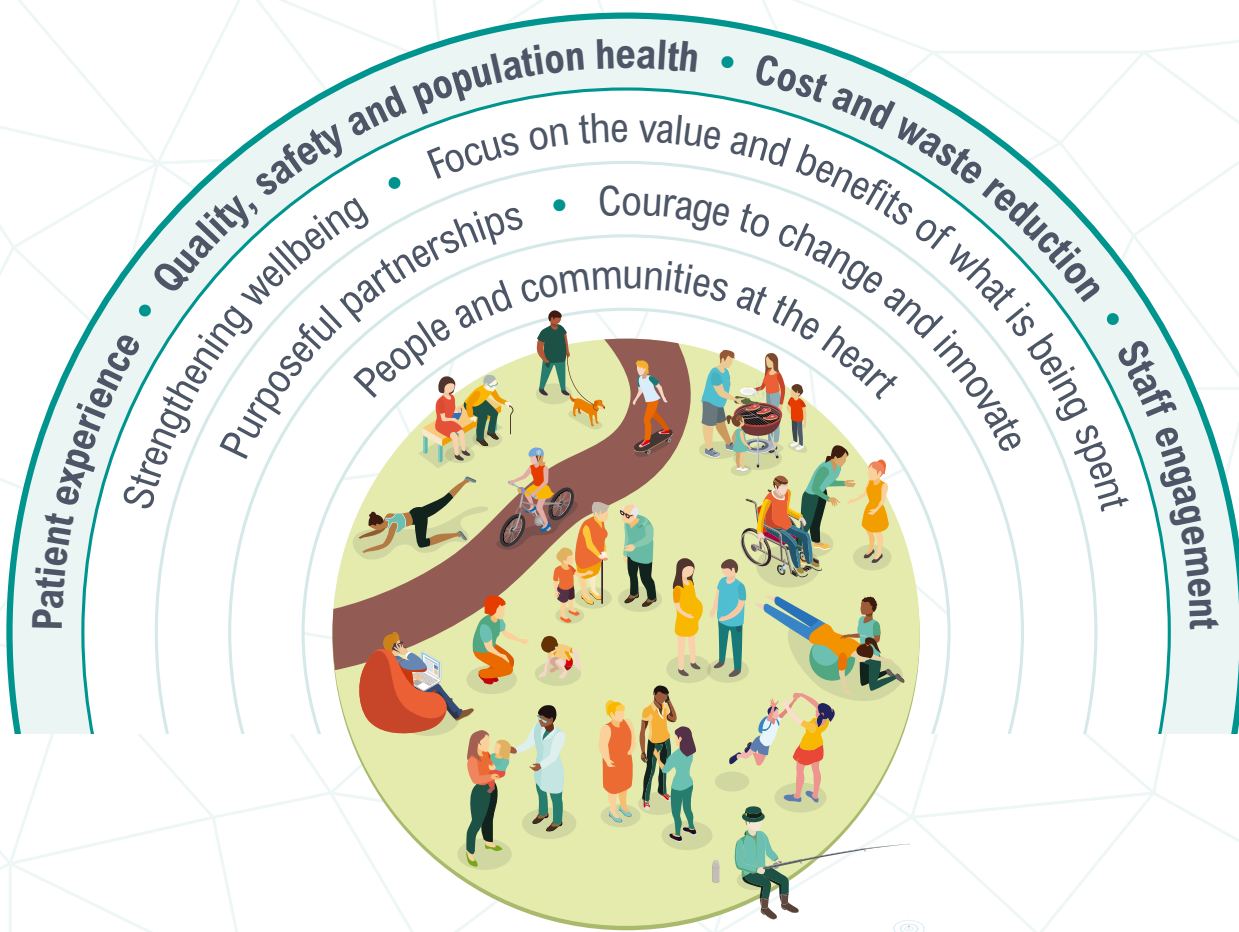 Patient experience • Quality, safety and population health • Cost and waste reduction • Staff engagement
Strengthening wellbeing • Focus on the value and benefits of what is being spent
Purposeful partnerships • Courage to change and innovate
People and communities at the heart